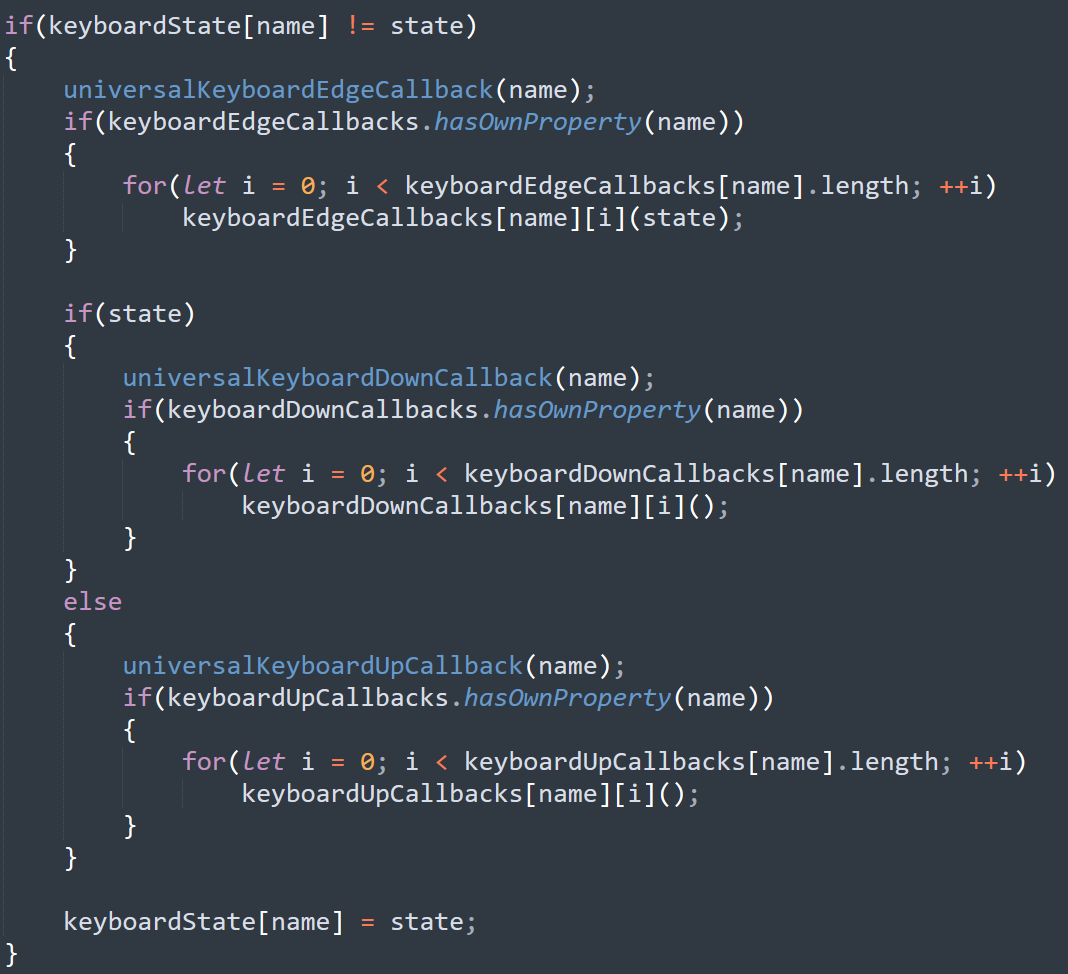 if(keyboardState[name] != state)
{
    universalKeyboardEdgeCallback(name);
    if(keyboardEdgeCallbacks.hasOwnProperty(name))
    {
        for(let i = 0; i < keyboardEdgeCallbacks[name].length; ++i)
            keyboardEdgeCallbacks[name][i](state);
    }

    if(state)
    {
        universalKeyboardDownCallback(name);
        if(keyboardDownCallbacks.hasOwnProperty(name))
        {
            for(let i = 0; i < keyboardDownCallbacks[name].length; ++i)
                keyboardDownCallbacks[name][i]();
        }
    }
    else
    {
        universalKeyboardUpCallback(name);
        if(keyboardUpCallbacks.hasOwnProperty(name))
        {
            for(let i = 0; i < keyboardUpCallbacks[name].length; ++i)
                keyboardUpCallbacks[name][i]();
        }
    }

    keyboardState[name] = state;
}